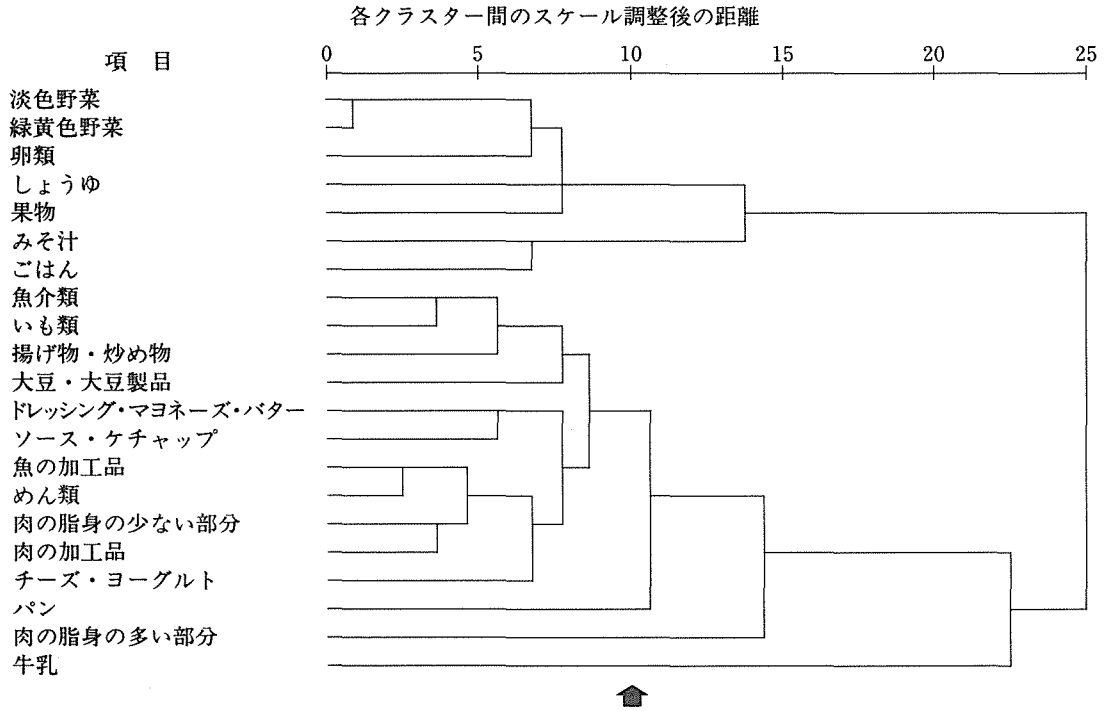 各クラスター間のスケール調整後の距離
項 目
0 5 10 15 20 25
淡色野菜
緑黄色野菜
卵類
しょうゆ
果物
みそ汁
ごはん
魚介類
いも類
揚げ物・炒め物
大豆・大豆製品
ドレッシング・マヨネーズ・バター
ソース・ケチャップ
魚の加工品
めん類
肉の脂身の少ない部分
肉の加工品
チーズ・ヨーグルト
パン
肉の脂身の多い部分
牛乳